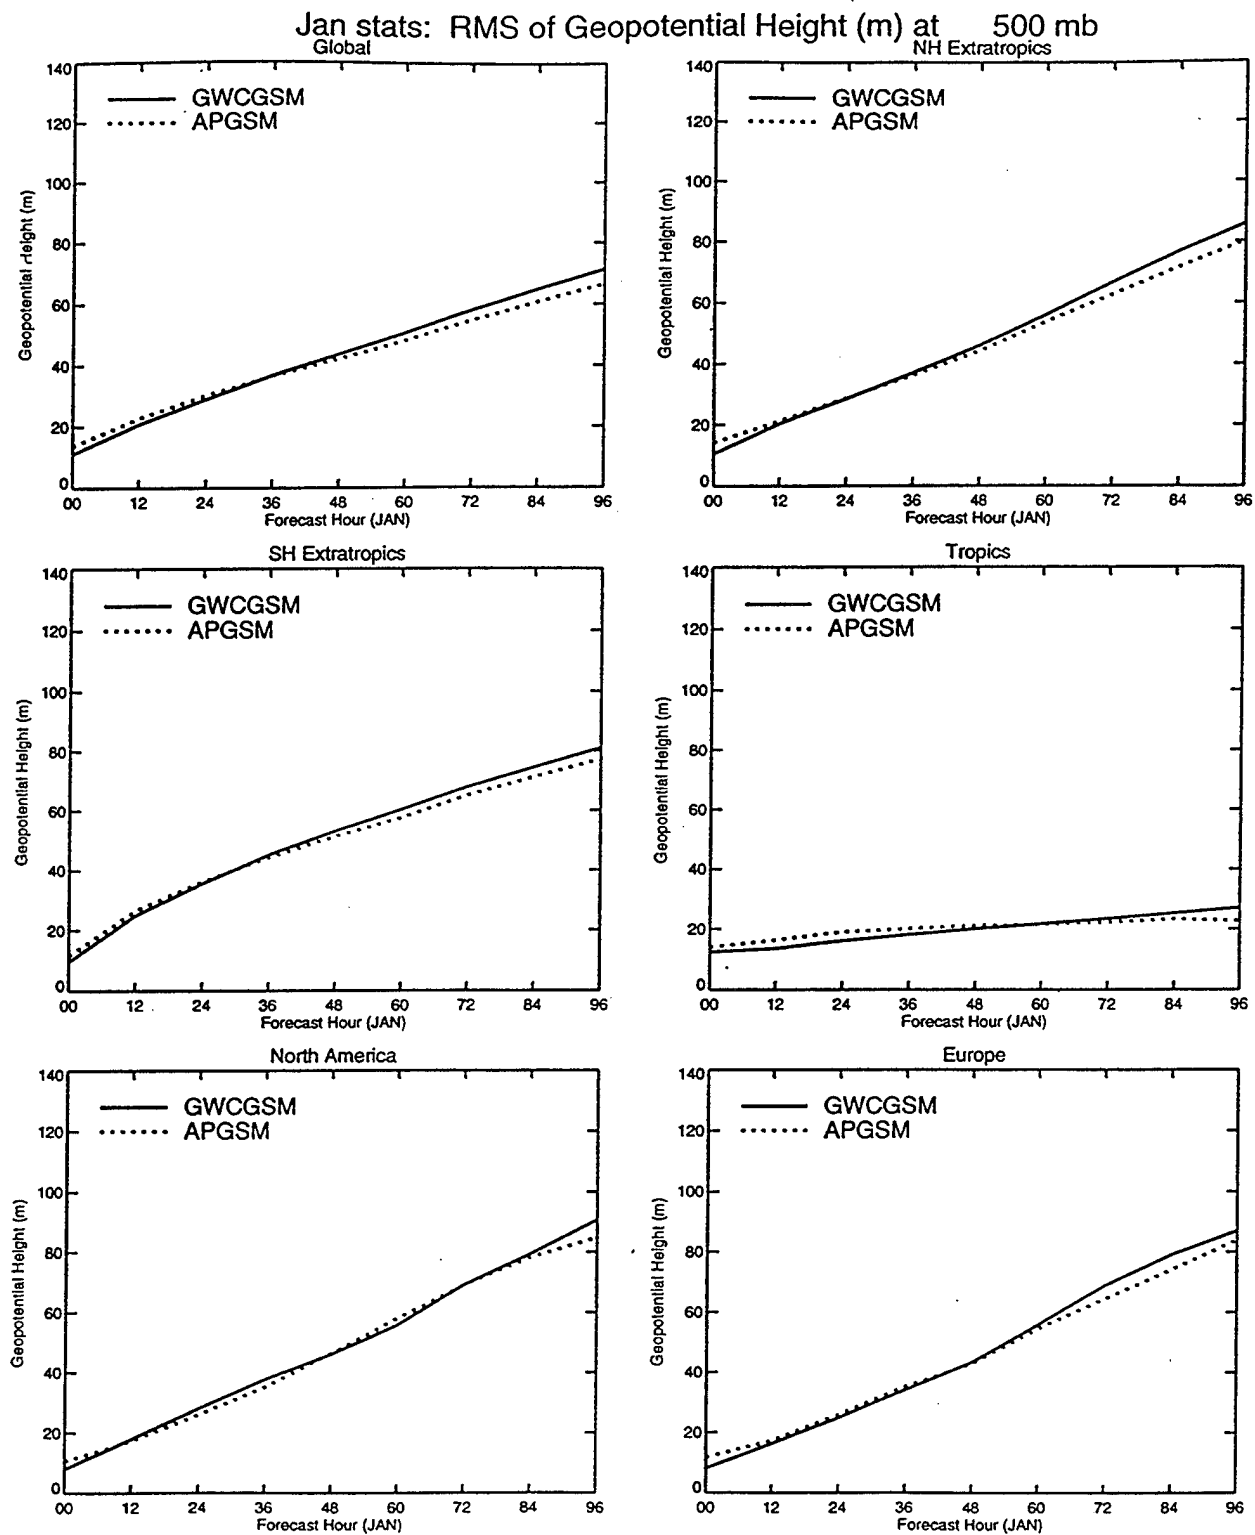 Jan stats: RMS of Geopotential Height (m) at 500 mb
Global
140
120
100
80
60
40
20
0
GWCGSM
APGSM
Geopotential Height (m)
00 12 24 36 48 60 72 84 96
Forecast Hour (JAN)
NH Extratropics
140
120
100
80
60
40
20
0
GWCGSM
APGSM
Geopotential Height (m)
00 12 24 36 48 60 72 84 96
Forecast Hour (JAN)
SH Extratropics
140
120
100
80
60
40
20
0
GWCGSM
APGSM
Geopotential Height (m)
00 12 24 36 48 60 72 84 96
Forecast Hour (JAN)
Tropics
140
120
100
80
60
40
20
0
GWCGSM
APGSM
Geopotential Height (m)
00 12 24 36 48 60 72 84 96
Forecast Hour (JAN)
North America
140
120
100
80
60
40
20
0
GWCGSM
APGSM
Geopotential Height (m)
00 12 24 36 48 60 72 84 96
Forecast Hour (JAN)
Europe
140
120
100
80
60
40
20
0
GWCGSM
APGSM
Geopotential Height (m)
00 12 24 36 48 60 72 84 96
Forecast Hour (JAN)